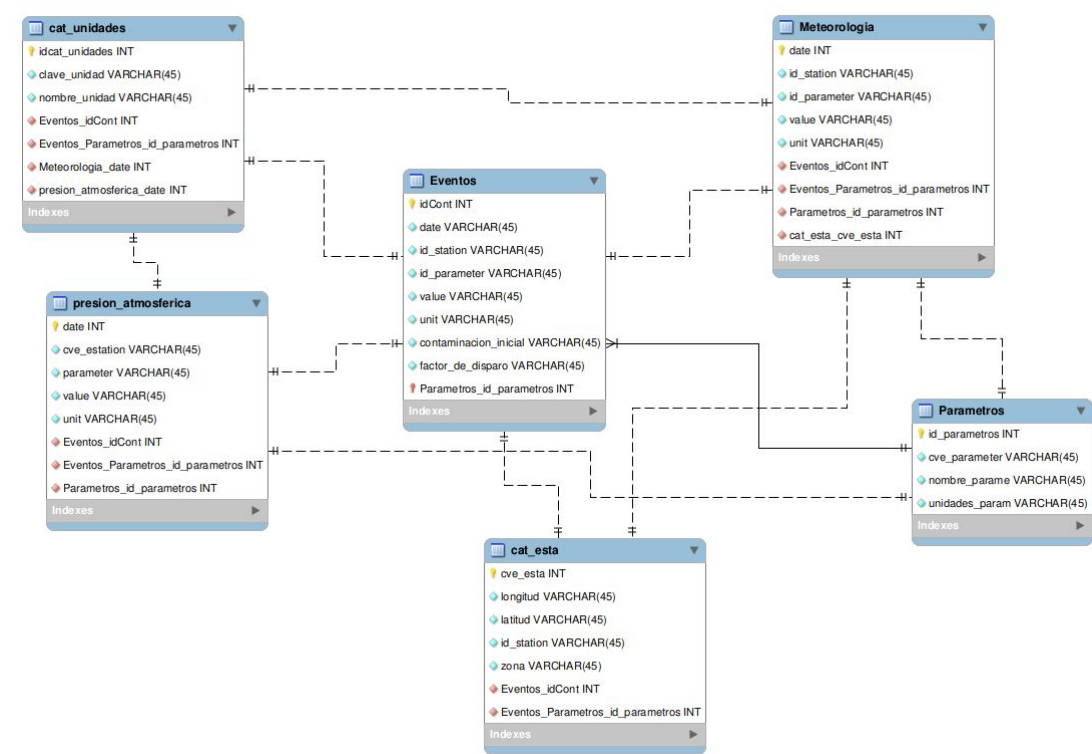 cat_unidades
idcat_unidades INT
clave_unidad VARCHAR(45)
nombre_unidad VARCHAR(45)
Eventos_idCont INT
Eventos_Parametros_id_parametros INT
Meteorologia_date INT
presion_atmosferica_date INT
Indexes
Meteorologia
date INT
id_station VARCHAR(45)
id_parameter VARCHAR(45)
value VARCHAR(45)
unit VARCHAR(45)
Eventos_idCont INT
Eventos_Parametros_id_parametros INT
Parametros_id_parametros INT
cat_esta_cve_esta INT
Indexes
Eventos
idCont INT
date VARCHAR(45)
id_station VARCHAR(45)
id_parameter VARCHAR(45)
value VARCHAR(45)
unit VARCHAR(45)
contaminacion_inicial VARCHAR(45)
factor_de_disparo VARCHAR(45)
Parametros_id_parametros INT
Indexes
presion_atmosferica
date INT
cve_estation VARCHAR(45)
parameter VARCHAR(45)
value VARCHAR(45)
unit VARCHAR(45)
Eventos_idCont INT
Eventos_Parametros_id_parametros INT
Parametros_id_parametros INT
Indexes
Parametros
id_parametros INT
cve_parameter VARCHAR(45)
nombre_parame VARCHAR(45)
unidades_param VARCHAR(45)
Indexes
cat_esta
cve_esta INT
longitud VARCHAR(45)
latitud VARCHAR(45)
id_station VARCHAR(45)
zona VARCHAR(45)
Eventos_idCont INT
Eventos_Parametros_id_parametros INT
Indexes